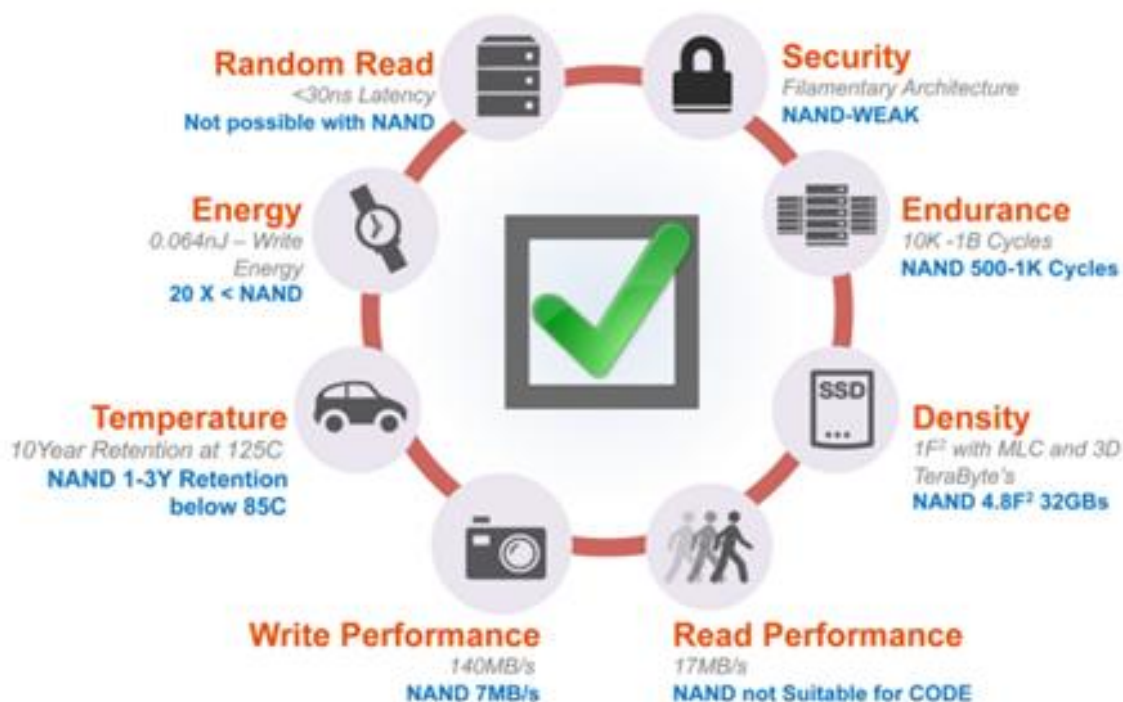 Random Read
<30ns Latency
Not possible with NAND
Security
Filamentary Architecture
NAND-WEAK
Energy
0.064nJ – Write
Energy
20 X < NAND
Endurance
10K -1B Cycles
NAND 500-1K Cycles
Temperature
10Year Retention at 125C
NAND 1-3Y Retention
below 85C
SSD
Density
1F² with MLC and 3D
TeraByte's
NAND 4.8F² 32GBs
Write Performance
140MB/s
NAND 7MB/s
Read Performance
17MB/s
NAND not Suitable for CODE